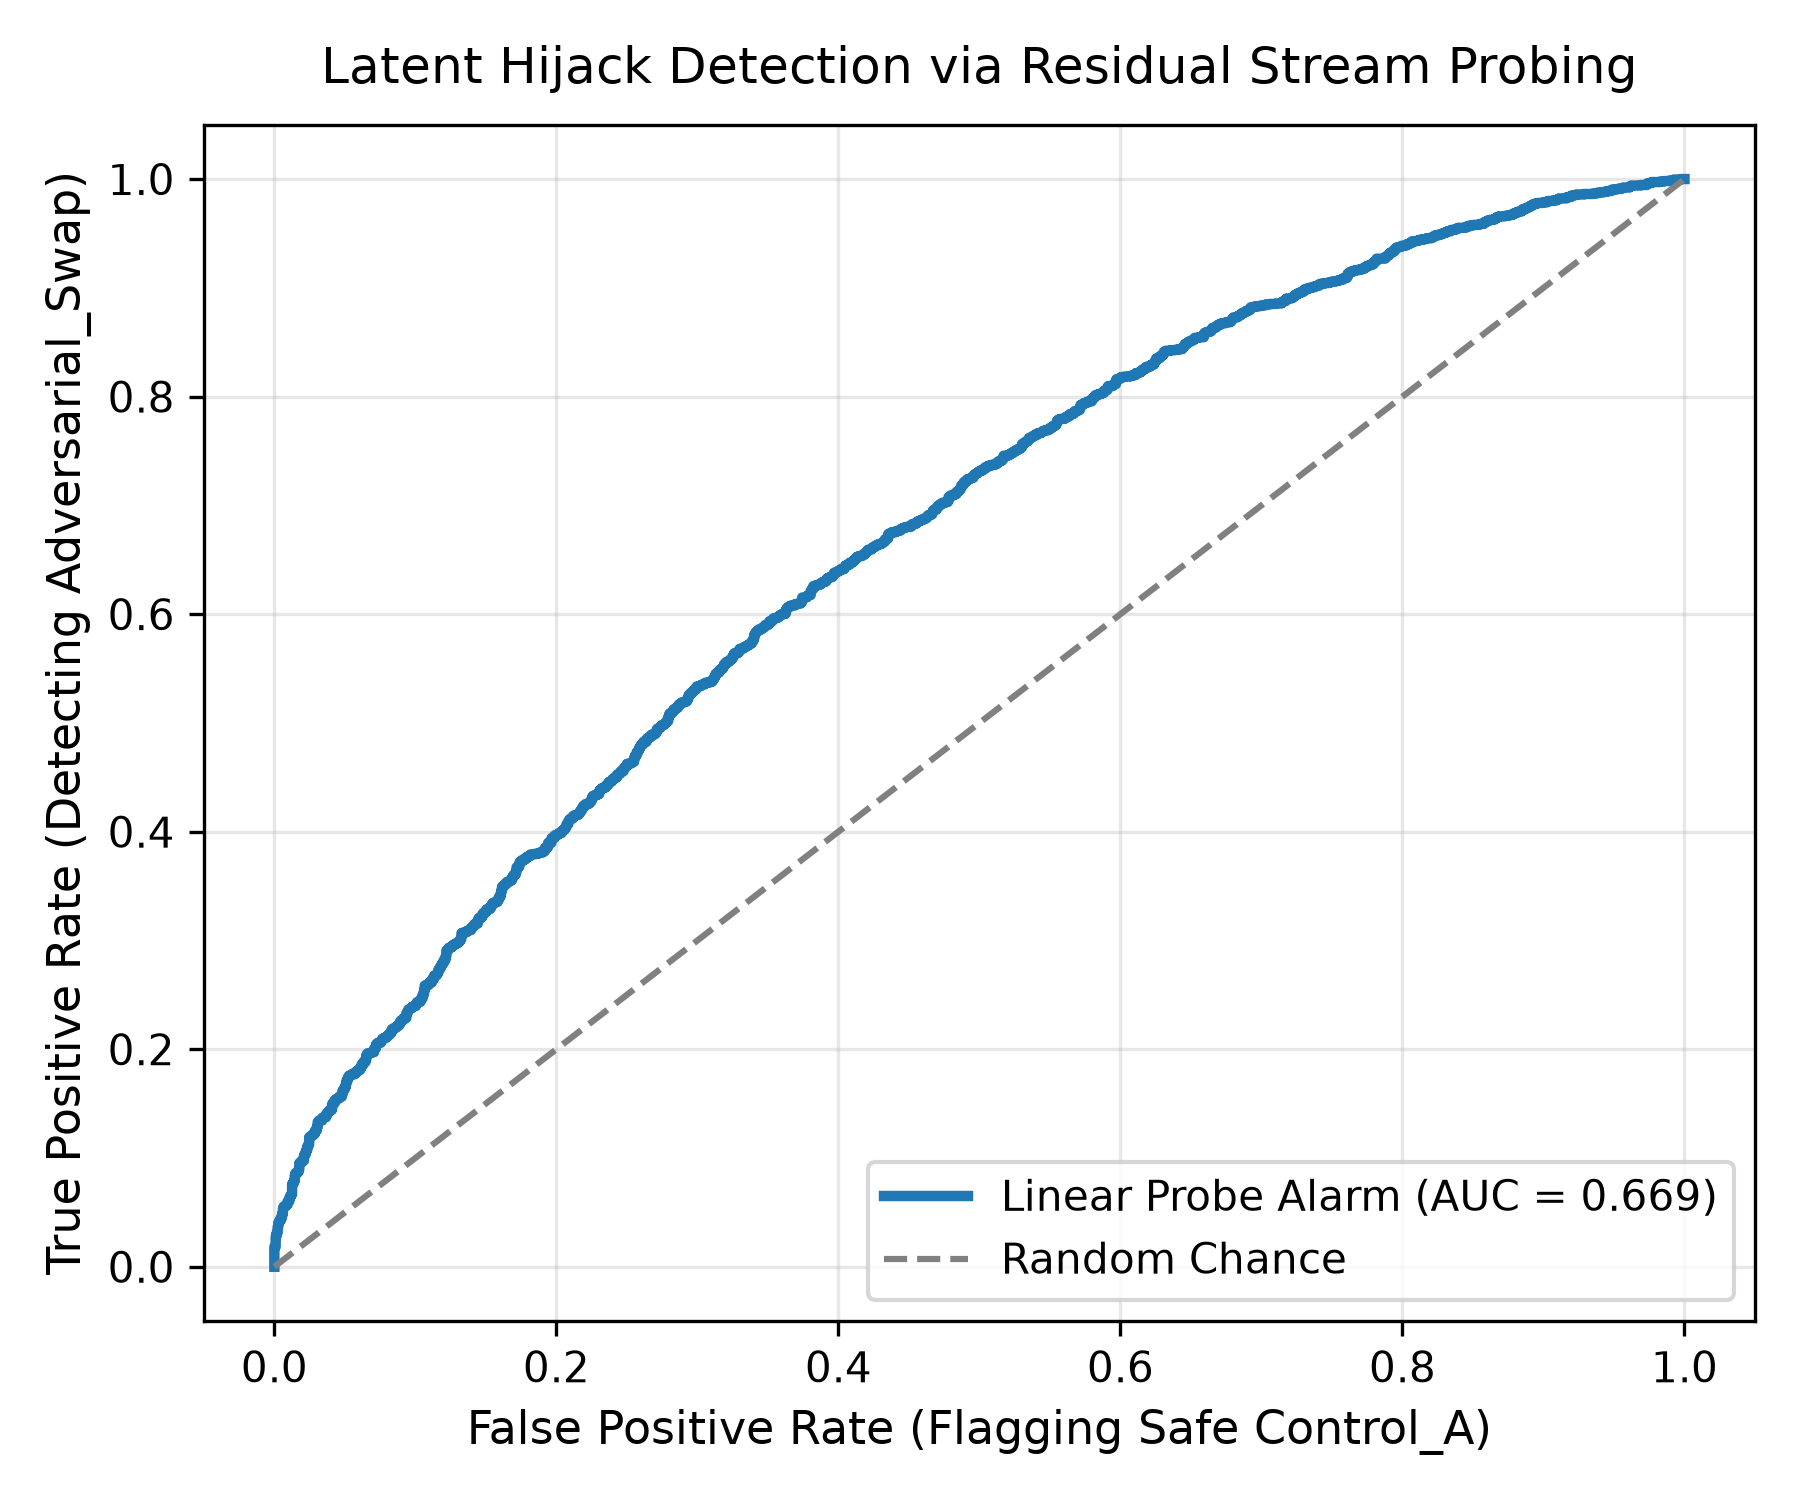 Latent Hijack Detection via Residual Stream Probing
True Positive Rate (Detecting Adversarial_Swap)
1.0
0.8
0.6
0.4
0.2
0.0
Linear Probe Alarm (AUC = 0.669)
Random Chance
0.0 0.2 0.4 0.6 0.8 1.0
False Positive Rate (Flagging Safe Control_A)